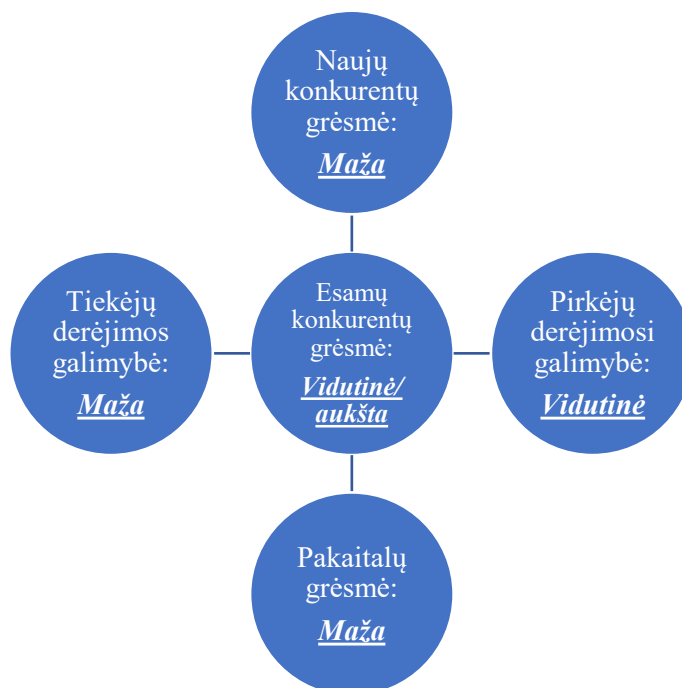 Naujų
konkurentų
grėsmė:
Maža
Tiekėjų
derėjimos
galimybė:
Maža
Esamų
konkurentų
grėsmė:
Vidutinė/
aukšta
Pirkėjų
derėjimosi
galimybė:
Vidutinė
Pakaitalų
grėsmė:
Maža